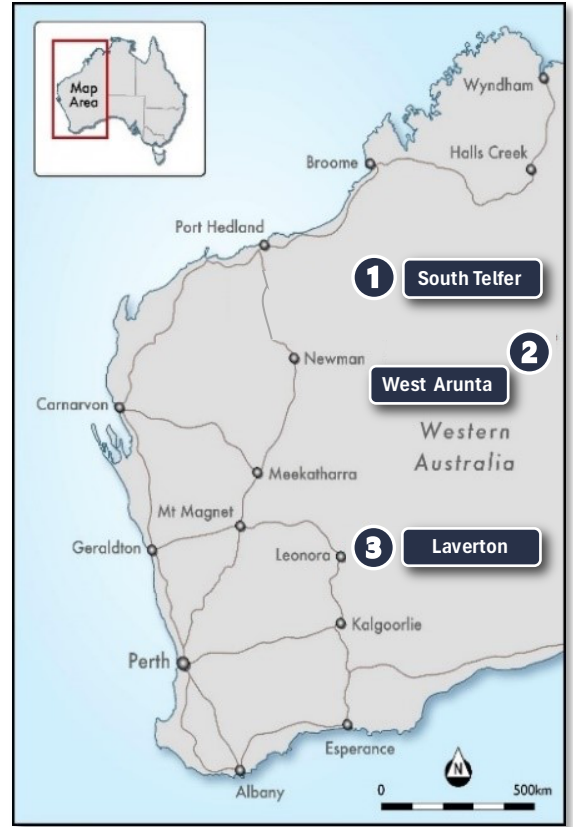 Map
Area
Wyndham
Halls Creek
Broome
Port Hedland
1
South Telfer
2
Newman
West Arunta
Carnarvon
Western
Australia
Meekatharra
Mt Magnet
Geraldton
Leonora
3
Laverton
Kalgoorlie
Perth
Esperance
Albany
N
0
500km